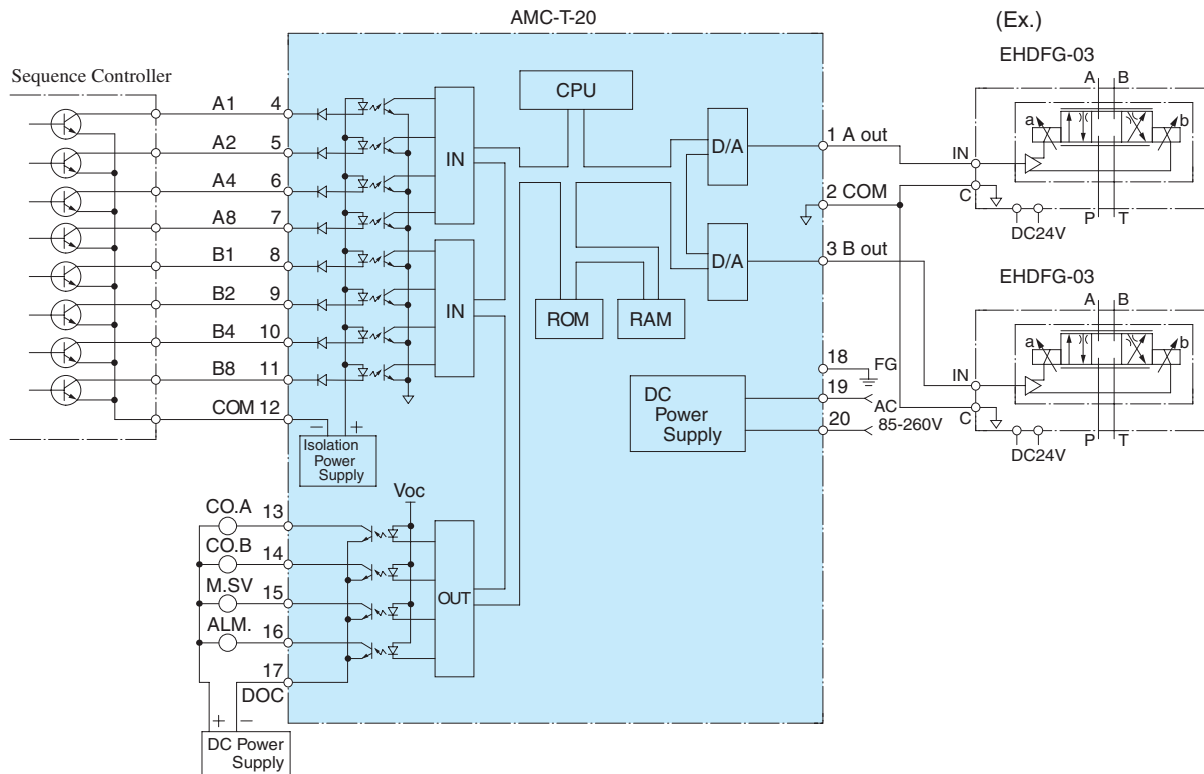 AMC-T-20
(Ex.)
EHDFG-03
Sequence Controller
A B
A1 4
A2 5
A4 6
A8 7
B1 8
B2 9
B4 10
B8 11
COM 12
− +
Isolation
Power
Supply
IN
IN
CPU
ROM
RAM
D/A
D/A
1 A out
2 COM
3 B out
18 FG
19
20
AC
85-260V
DC
Power
Supply
IN
a
b
C
P
T
DC24V
EHDFG-03
A B
IN
a
b
C
P
T
DC24V
Voc
CO.A 13
CO.B 14
M.SV 15
ALM. 16
17
DOC
OUT
+ −
DC Power
Supply